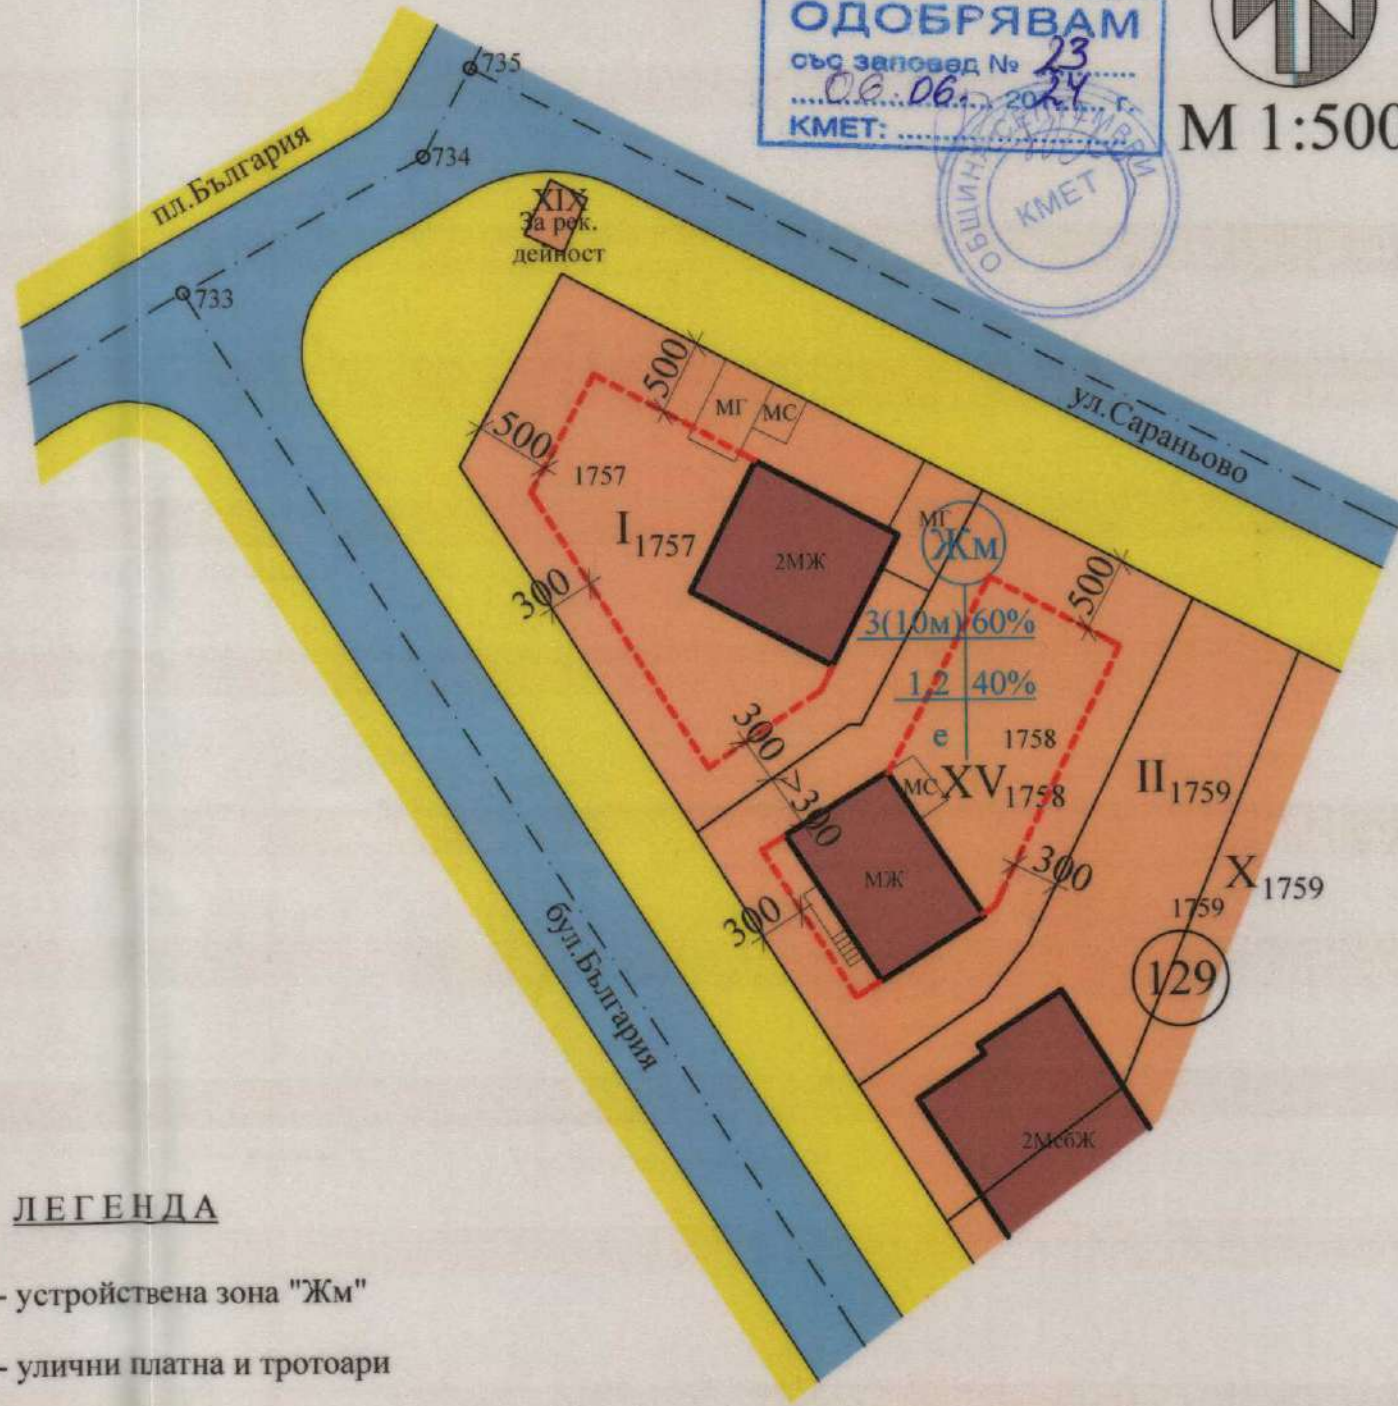 ОДОБРЯВАМ
със заповед № 23
06.06. 2024 г.
КМЕТ:
ОБЩИНА СЕПТЕМВРИ
КМЕТ
М 1:500
735
734
733
пл.България
XIX
За рек.
дейност
ул.Сараньово
500
500
МГ
МС
1757
I1757
2МЖ
300
МГ
Жм
500
3(10м) 60%
1,2 40%
е
1758
300
>300
МС
XV1758
II1759
МЖ
300
300
X1759
1759
129
бул.България
2МсбЖ
ЛЕГЕНДА
- устройствена зона "Жм"
- улични платна и тротоари